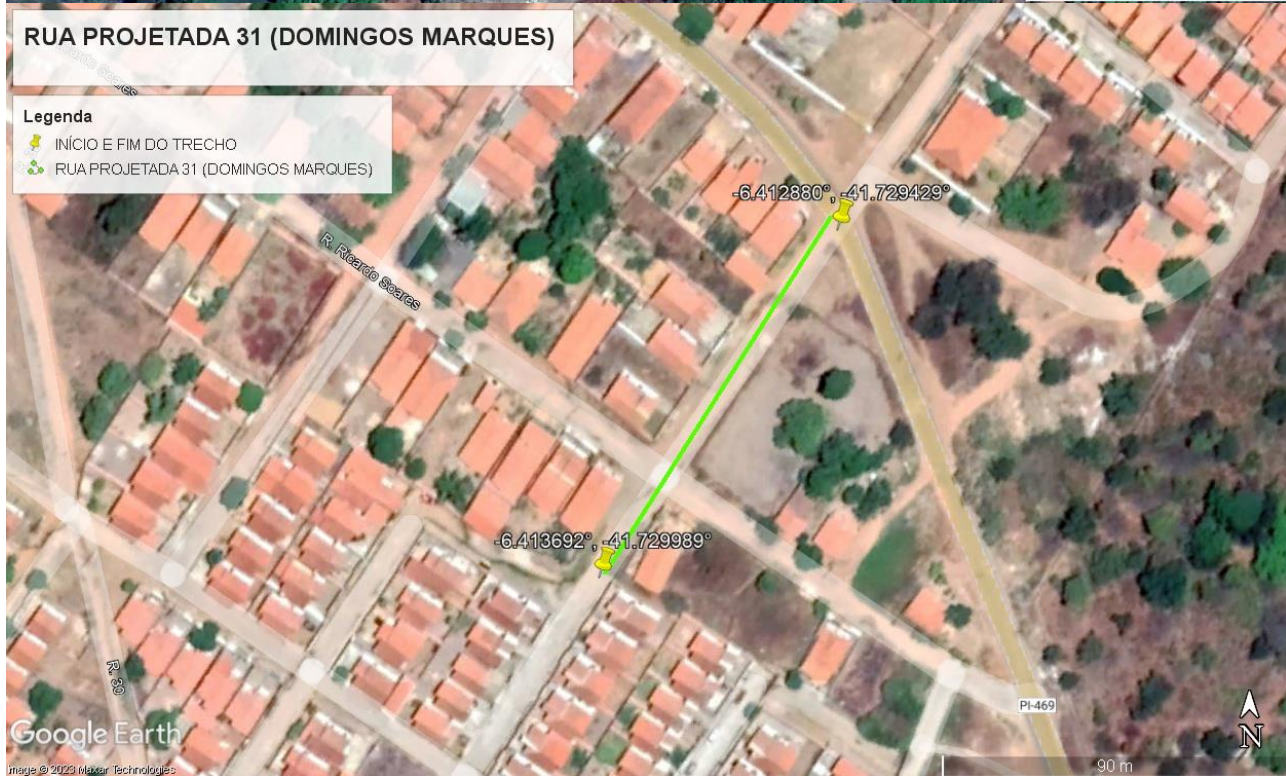 RUA PROJETADA 31 (DOMINGOS MARQUES)
Legenda
INÍCIO E FIM DO TRECHO
RUA PROJETADA 31 (DOMINGOS MARQUES)
-6.412880°, -41.729429°
R. Ricardo Soares
-6.413692°, -41.729989°
R. 30
PI-469
Google Earth
N
Image © 2023 Maxar Technologies
90 m